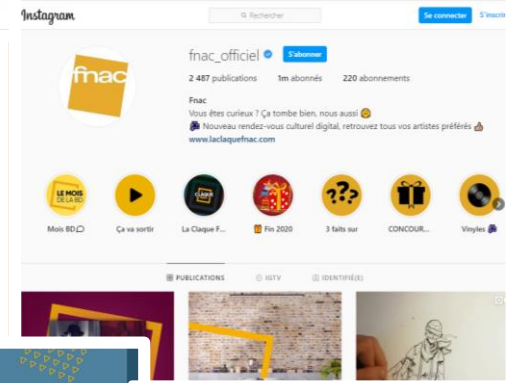 Instagram
Rechercher
Se connecter
S'inscrire
fnac
fnac_officiel
S'abonner
2 487 publications
1m abonnés
220 abonnements
Fnac
Vous êtes curieux ? Ça tombe bien, nous aussi
Nouveau rendez-vous culturel digital, retrouvez tous vos artistes préférés
www.laclaquefnac.com
LE MOIS
DE LA BD
CLAQUE
???
Mois BD
Ça va sortir
La Claque F...
Fin 2020
3 faits sur
CONCOUR...
Vinyles
PUBLICATIONS
IGTV
IDENTIFIÉ(E)